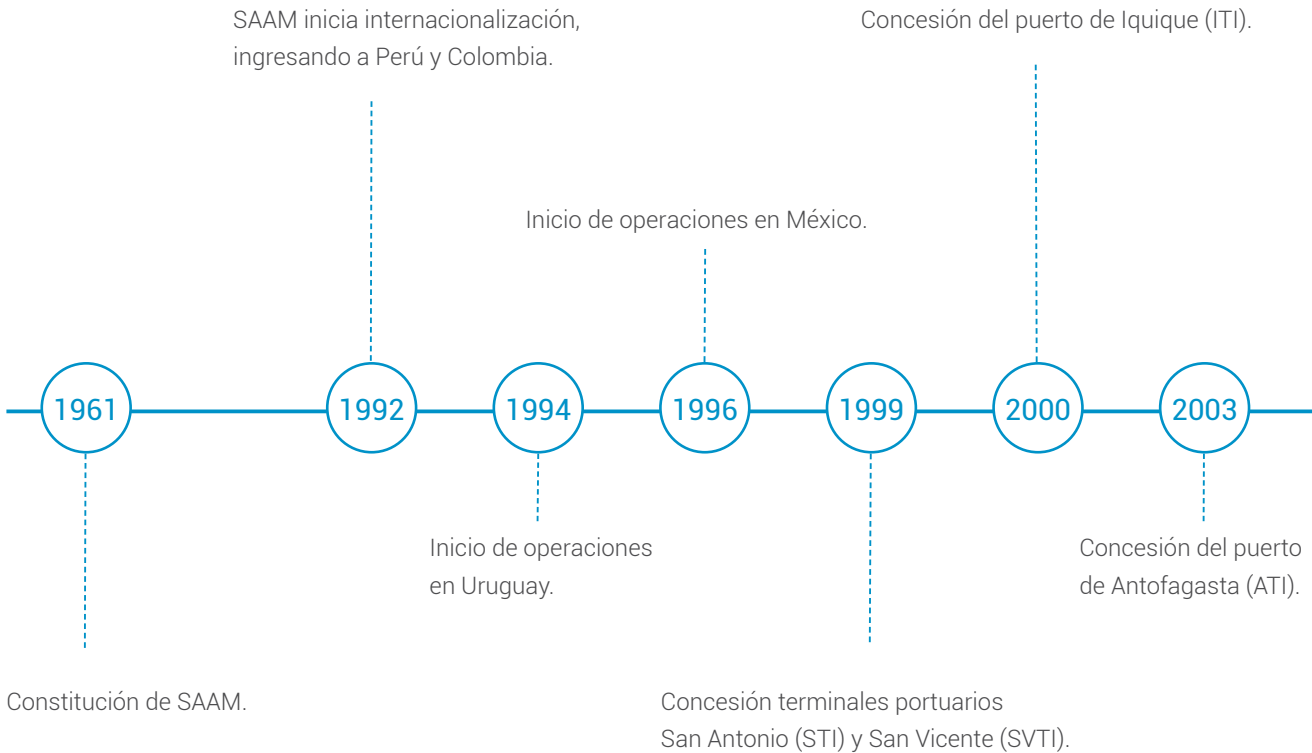 SAAM inicia internacionalización,
ingresando a Perú y Colombia.
Concesión del puerto de Iquique (ITI).
Inicio de operaciones en México.
1961
1992
1994
1996
1999
2000
2003
Inicio de operaciones
en Uruguay.
Concesión del puerto
de Antofagasta (ATI).
Constitución de SAAM.
Concesión terminales portuarios
San Antonio (STI) y San Vicente (SVTI).